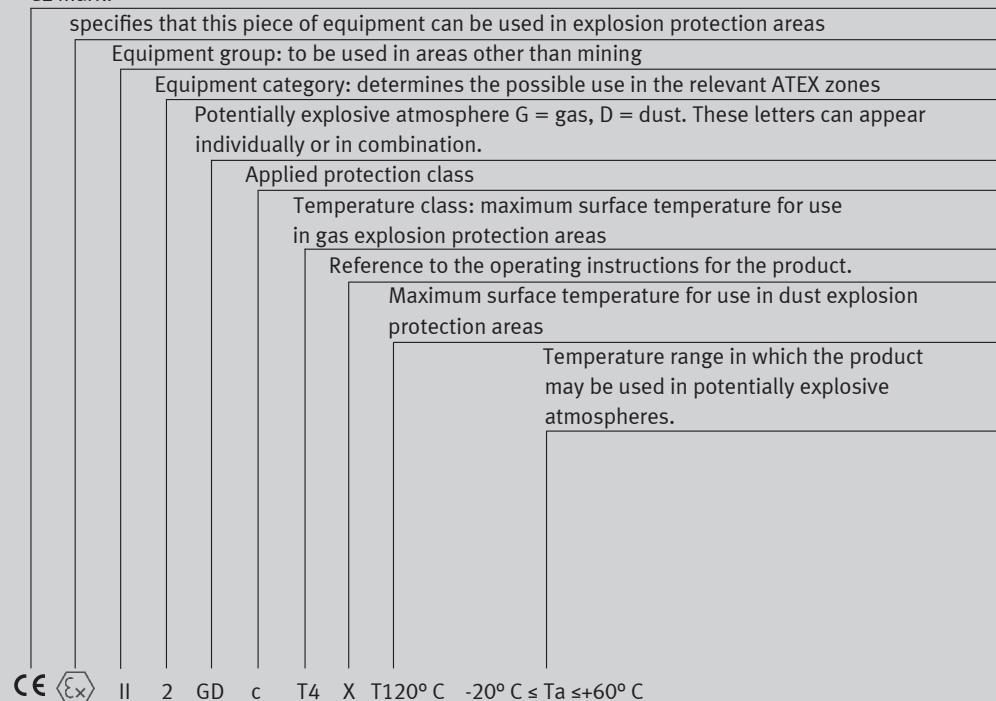 specifies that this piece of equipment can be used in explosion protection areas
Equipment group: to be used in areas other than mining
Equipment category: determines the possible use in the relevant ATEX zones
Potentially explosive atmosphere G = gas, D = dust. These letters can appear
individually or in combination.
Applied protection class
Temperature class: maximum surface temperature for use
in gas explosion protection areas
Reference to the operating instructions for the product.
Maximum surface temperature for use in dust explosion
protection areas
Temperature range in which the product
may be used in potentially explosive
atmospheres.
CE Ex II 2 GD c T4 X T120° C -20° C ≤ Ta ≤+60° C